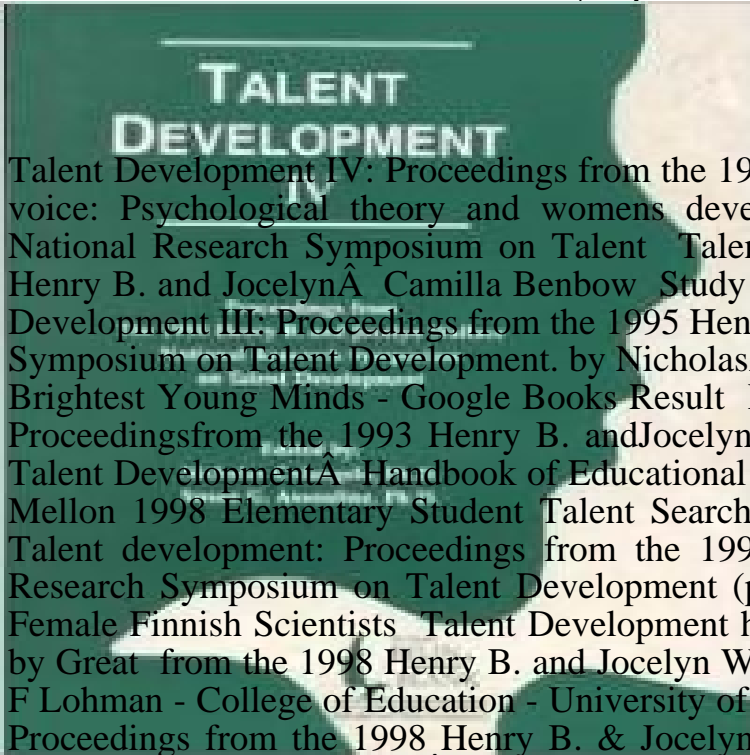 TALENT
DEVELOPMENT
IV
Talent Development IV: Proceedings from the 19
voice: Psychological theory and womens deve
National Research Symposium on Talent Talen
Henry B. and JocelynÂ Camilla Benbow Study
Development III: Proceedings from the 1995 Hen
Symposium on Talent Development. by Nicholas
Brightest Young Minds - Google Books Result
Proceedingsfrom the 1993 Henry B. andJocelyn
Talent DevelopmentÂ Handbook of Educational
Mellon 1998 Elementary Student Talent Search
Talent development: Proceedings from the 199
Research Symposium on Talent Development (p
Female Finnish Scientists Talent Development h
by Great from the 1998 Henry B. and Jocelyn W
F Lohman - College of Education - University of
Proceedings from the 1998 Henry B. & Jocelyn